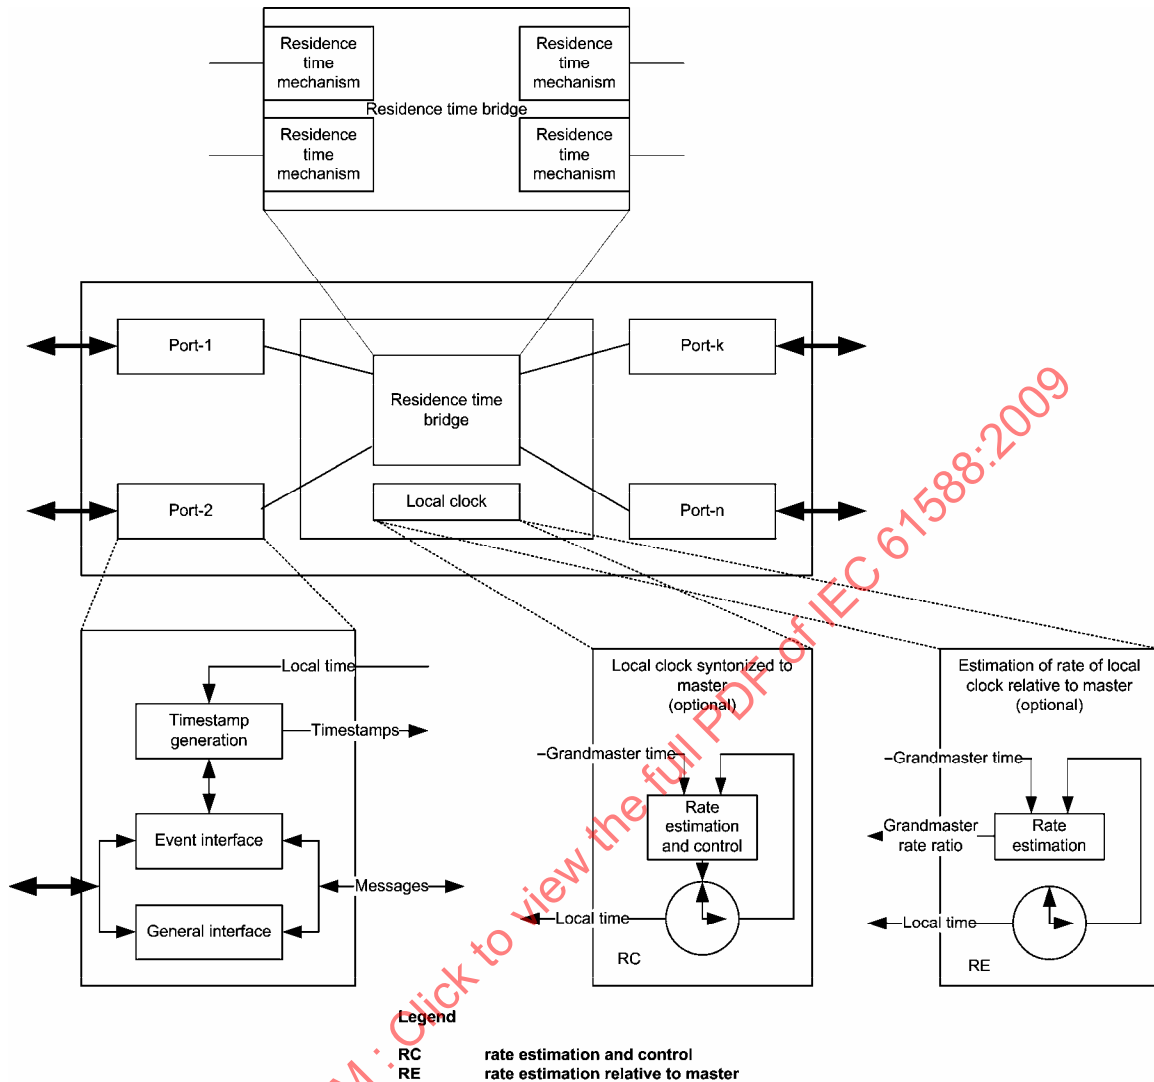 Residence
time
mechanism
Residence
time
mechanism
Residence time bridge
Residence
time
mechanism
Residence
time
mechanism
Port-1
Port-k
Residence time
bridge
Port-2
Local clock
Port-n
Local time
Timestamp
generation
Timestamps
Event interface
Messages
General interface
Local clock syntonized to
master
(optional)
Grandmaster time
Rate
estimation
and control
Local time
RC
Estimation of rate of local
clock relative to master
(optional)
Grandmaster time
Grandmaster
rate ratio
Rate
estimation
Local time
RE
Legend
RC rate estimation and control
RE rate estimation relative to master
M : Click to view the full PDF of IEC 61588:2009